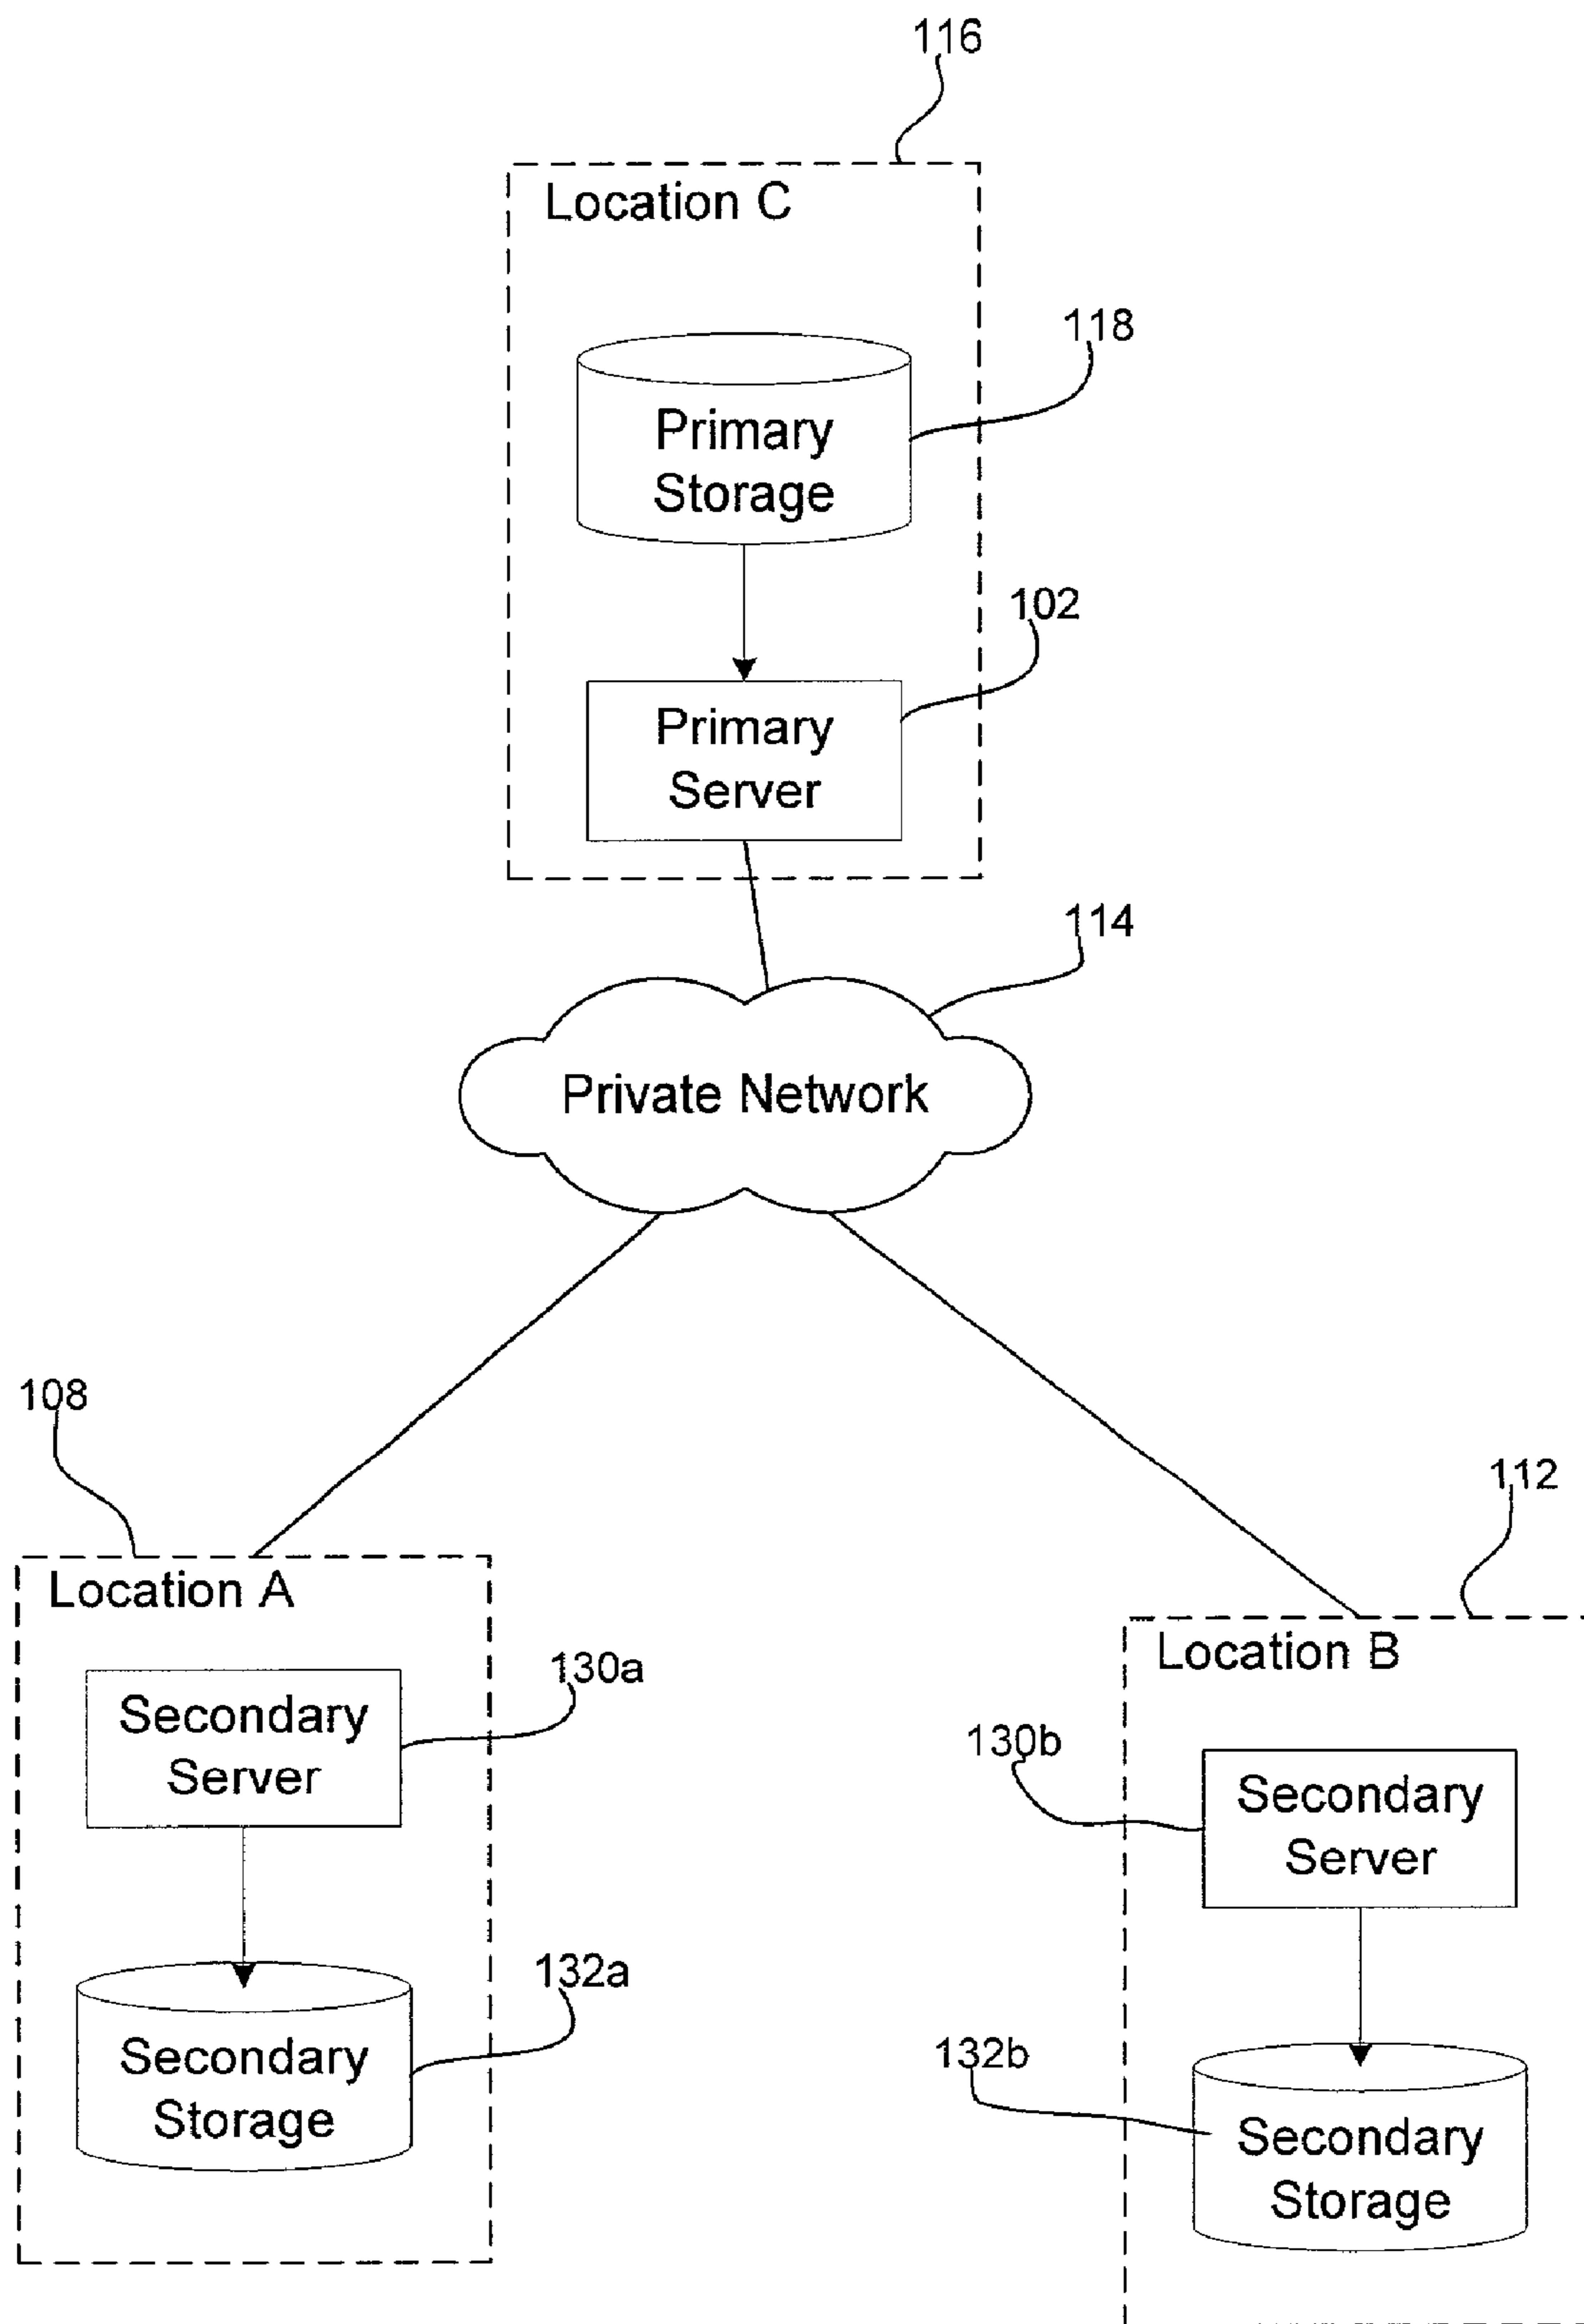 116
Location C
118
Primary
Storage
102
Primary
Server
114
Private Network
108
112
Location A
Location B
130a
Secondary
Server
130b
Secondary
Server
132a
Secondary
Storage
132b
Secondary
Storage